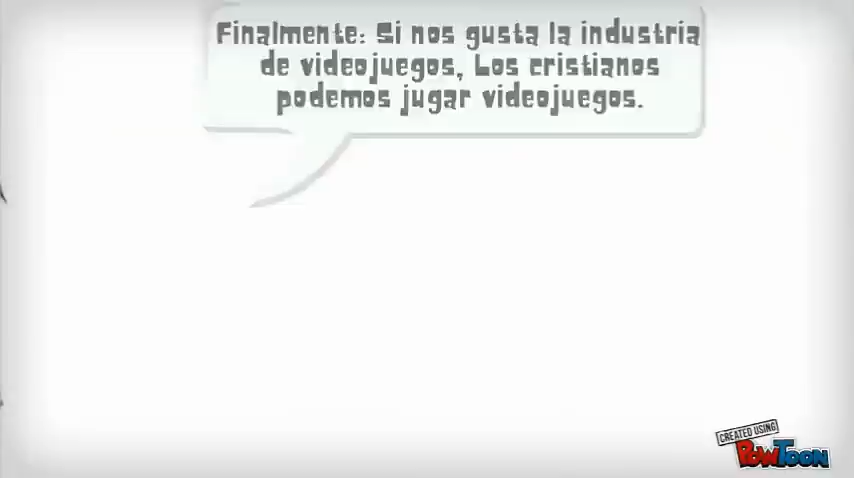 Finalmente: Si nos gusta la industria
de videojuegos, Los cristianos
podemos jugar videojuegos.
CREATED USING
POWTOON